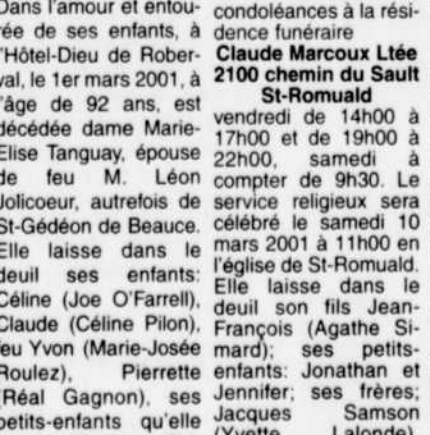 Dans l'amour et entou-
rée de ses enfants, à
l'Hôtel-Dieu de Rober-
val, le 1er mars 2001, à
l'âge de 92 ans, est
décédée dame Marie-
Elise Tanguay, épouse
de feu M. Léon
Jolicoeur, autrefois de
St-Gédéon de Beauce.
Elle laisse dans le
deuil ses enfants:
Céline (Joe O'Farrell),
Claude (Céline Pilon),
feu Yvon (Marie-Josée
Roulez), Pierrette
(Réal Gagnon), ses
petits-enfants qu'elle
condoléances à la rési-
dence funéraire
Claude Marcoux Ltée
2100 chemin du Sault
St-Romuald
vendredi de 14h00 à
17h00 et de 19h00 à
22h00, samedi à
compter de 9h30. Le
service religieux sera
célébré le samedi 10
mars 2001 à 11h00 en
l'église de St-Romuald.
Elle laisse dans le
deuil son fils Jean-
François (Agathe Si-
mard); ses petits-
enfants: Jonathan et
Jennifer; ses frères;
Jacques Samson
(Yvette Lalonde),